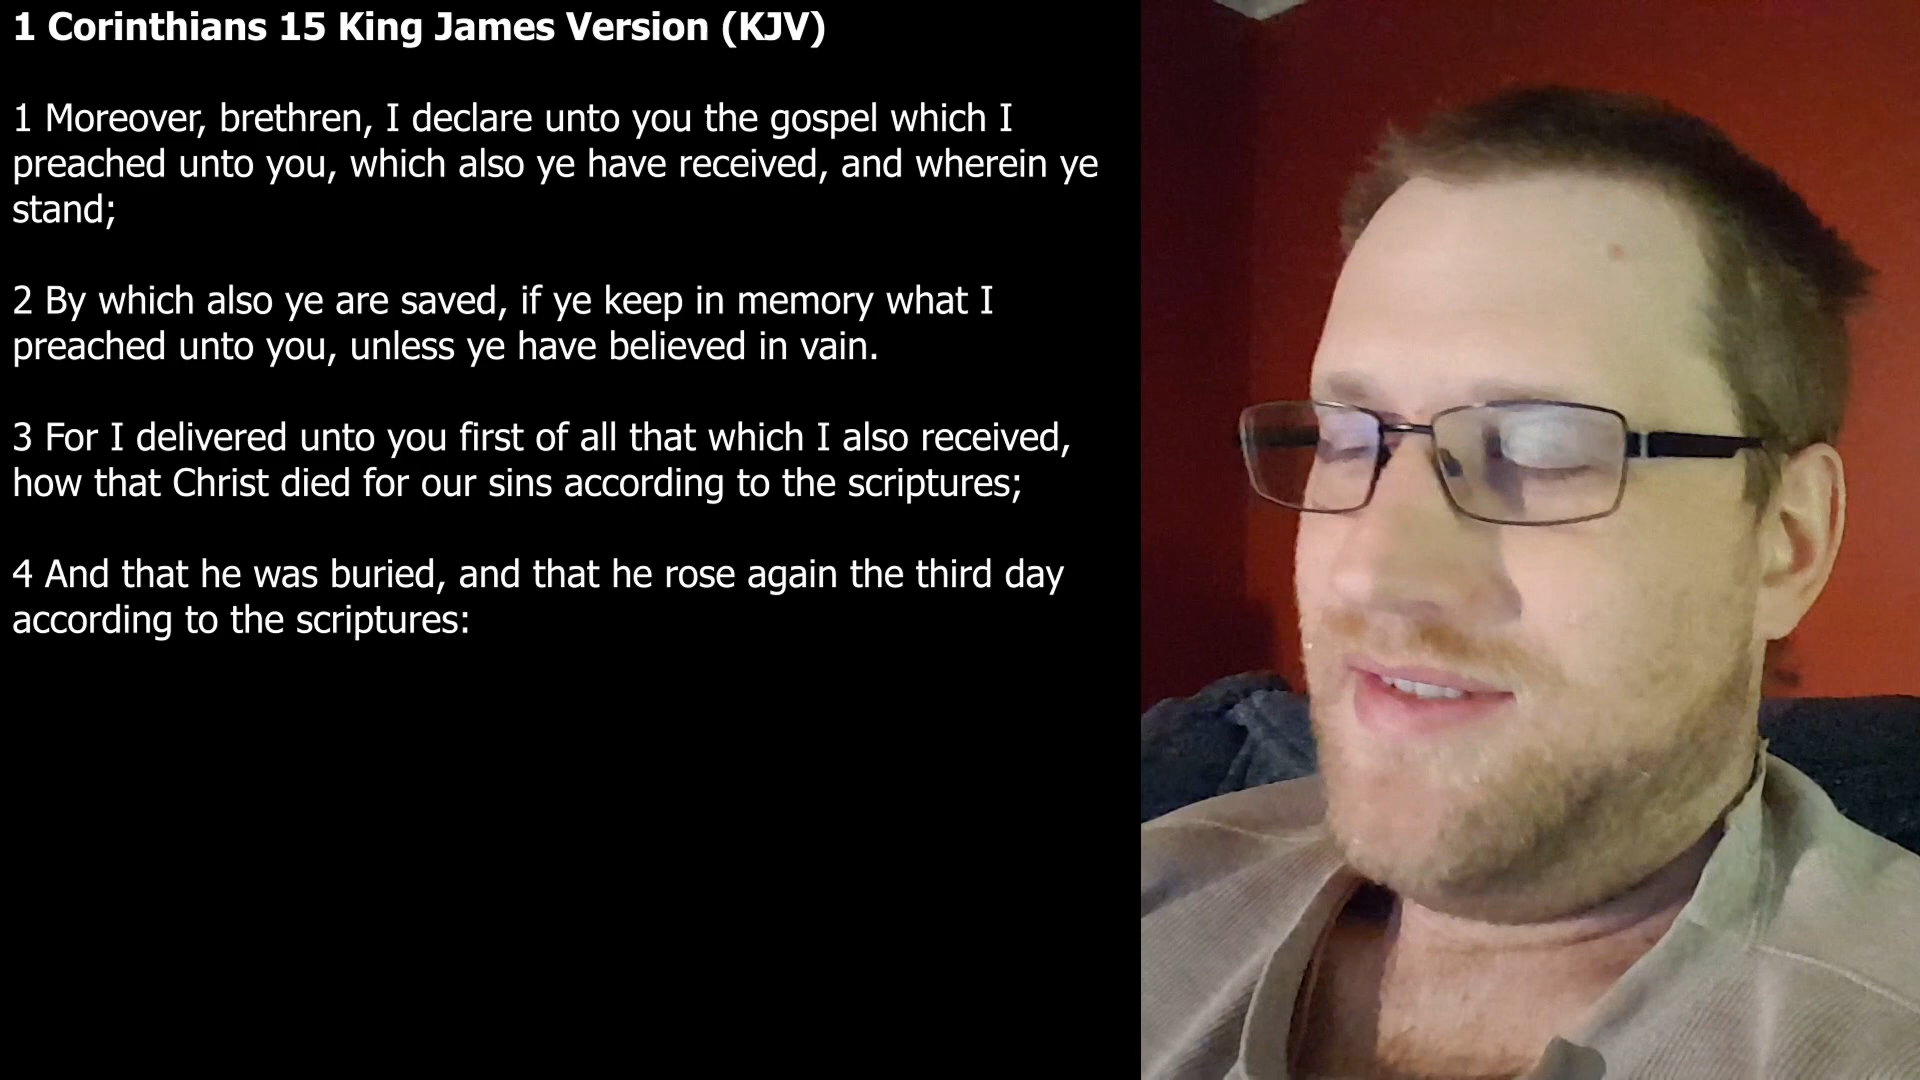 1 Corinthians 15 King James Version (KJV)
1 Moreover, brethren, I declare unto you the gospel which I
preached unto you, which also ye have received, and wherein ye
stand;
2 By which also ye are saved, if ye keep in memory what I
preached unto you, unless ye have believed in vain.
3 For I delivered unto you first of all that which I also received,
how that Christ died for our sins according to the scriptures;
4 And that he was buried, and that he rose again the third day
according to the scriptures: